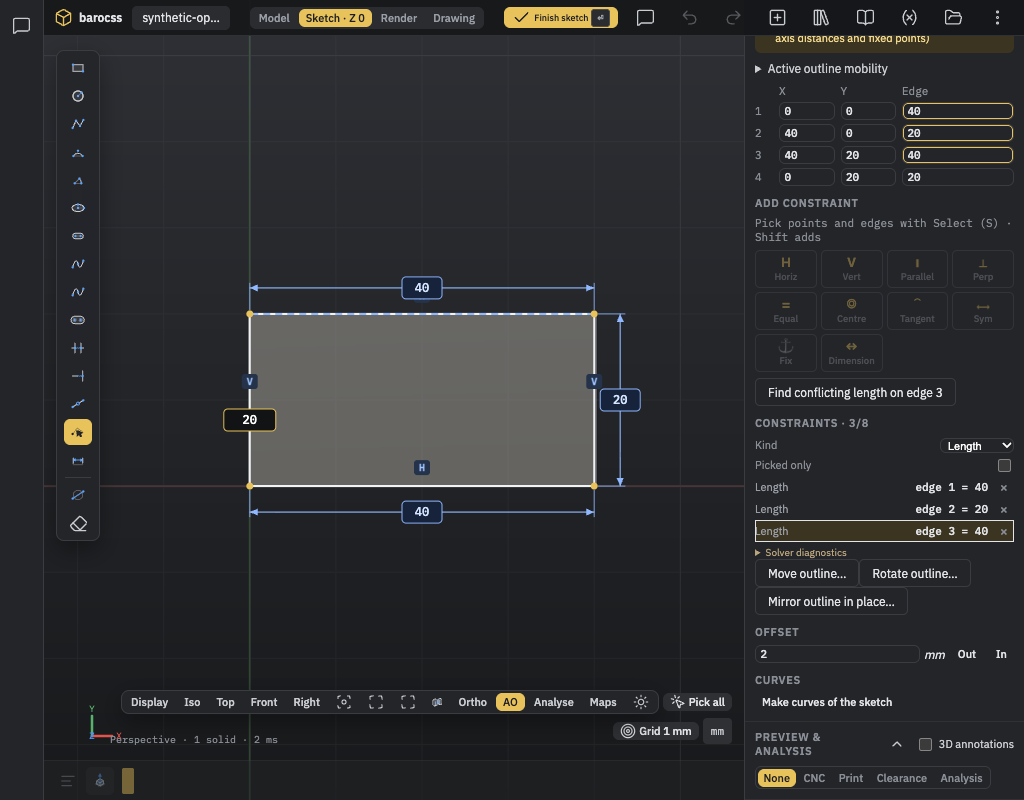 barocss
synthetic-op...
Model
Sketch · Z 0
Render
Drawing
Finish sketch
axis distances and fixed points)
Active outline mobility
X Y Edge
1 0 0 40
2 40 0 20
3 40 20 40
4 0 20 20
ADD CONSTRAINT
Pick points and edges with Select (S) ·
Shift adds
H V
Horiz Vert Parallel Perp
Equal Centre Tangent Sym
Fix Dimension
Find conflicting length on edge 3
CONSTRAINTS · 3/8
Kind Length
Picked only
Length edge 1 = 40 ×
Length edge 2 = 20 ×
Length edge 3 = 40 ×
Solver diagnostics
Move outline... Rotate outline...
Mirror outline in place...
OFFSET
2 mm Out In
CURVES
Make curves of the sketch
PREVIEW &
ANALYSIS
3D annotations
None CNC Print Clearance Analysis
40
V
V
20
20
H
40
Display Iso Top Front Right Ortho AO Analyse Maps
Pick all
Grid 1 mm
mm
Y
X
Z
Perspective · 1 solid · 2 ms